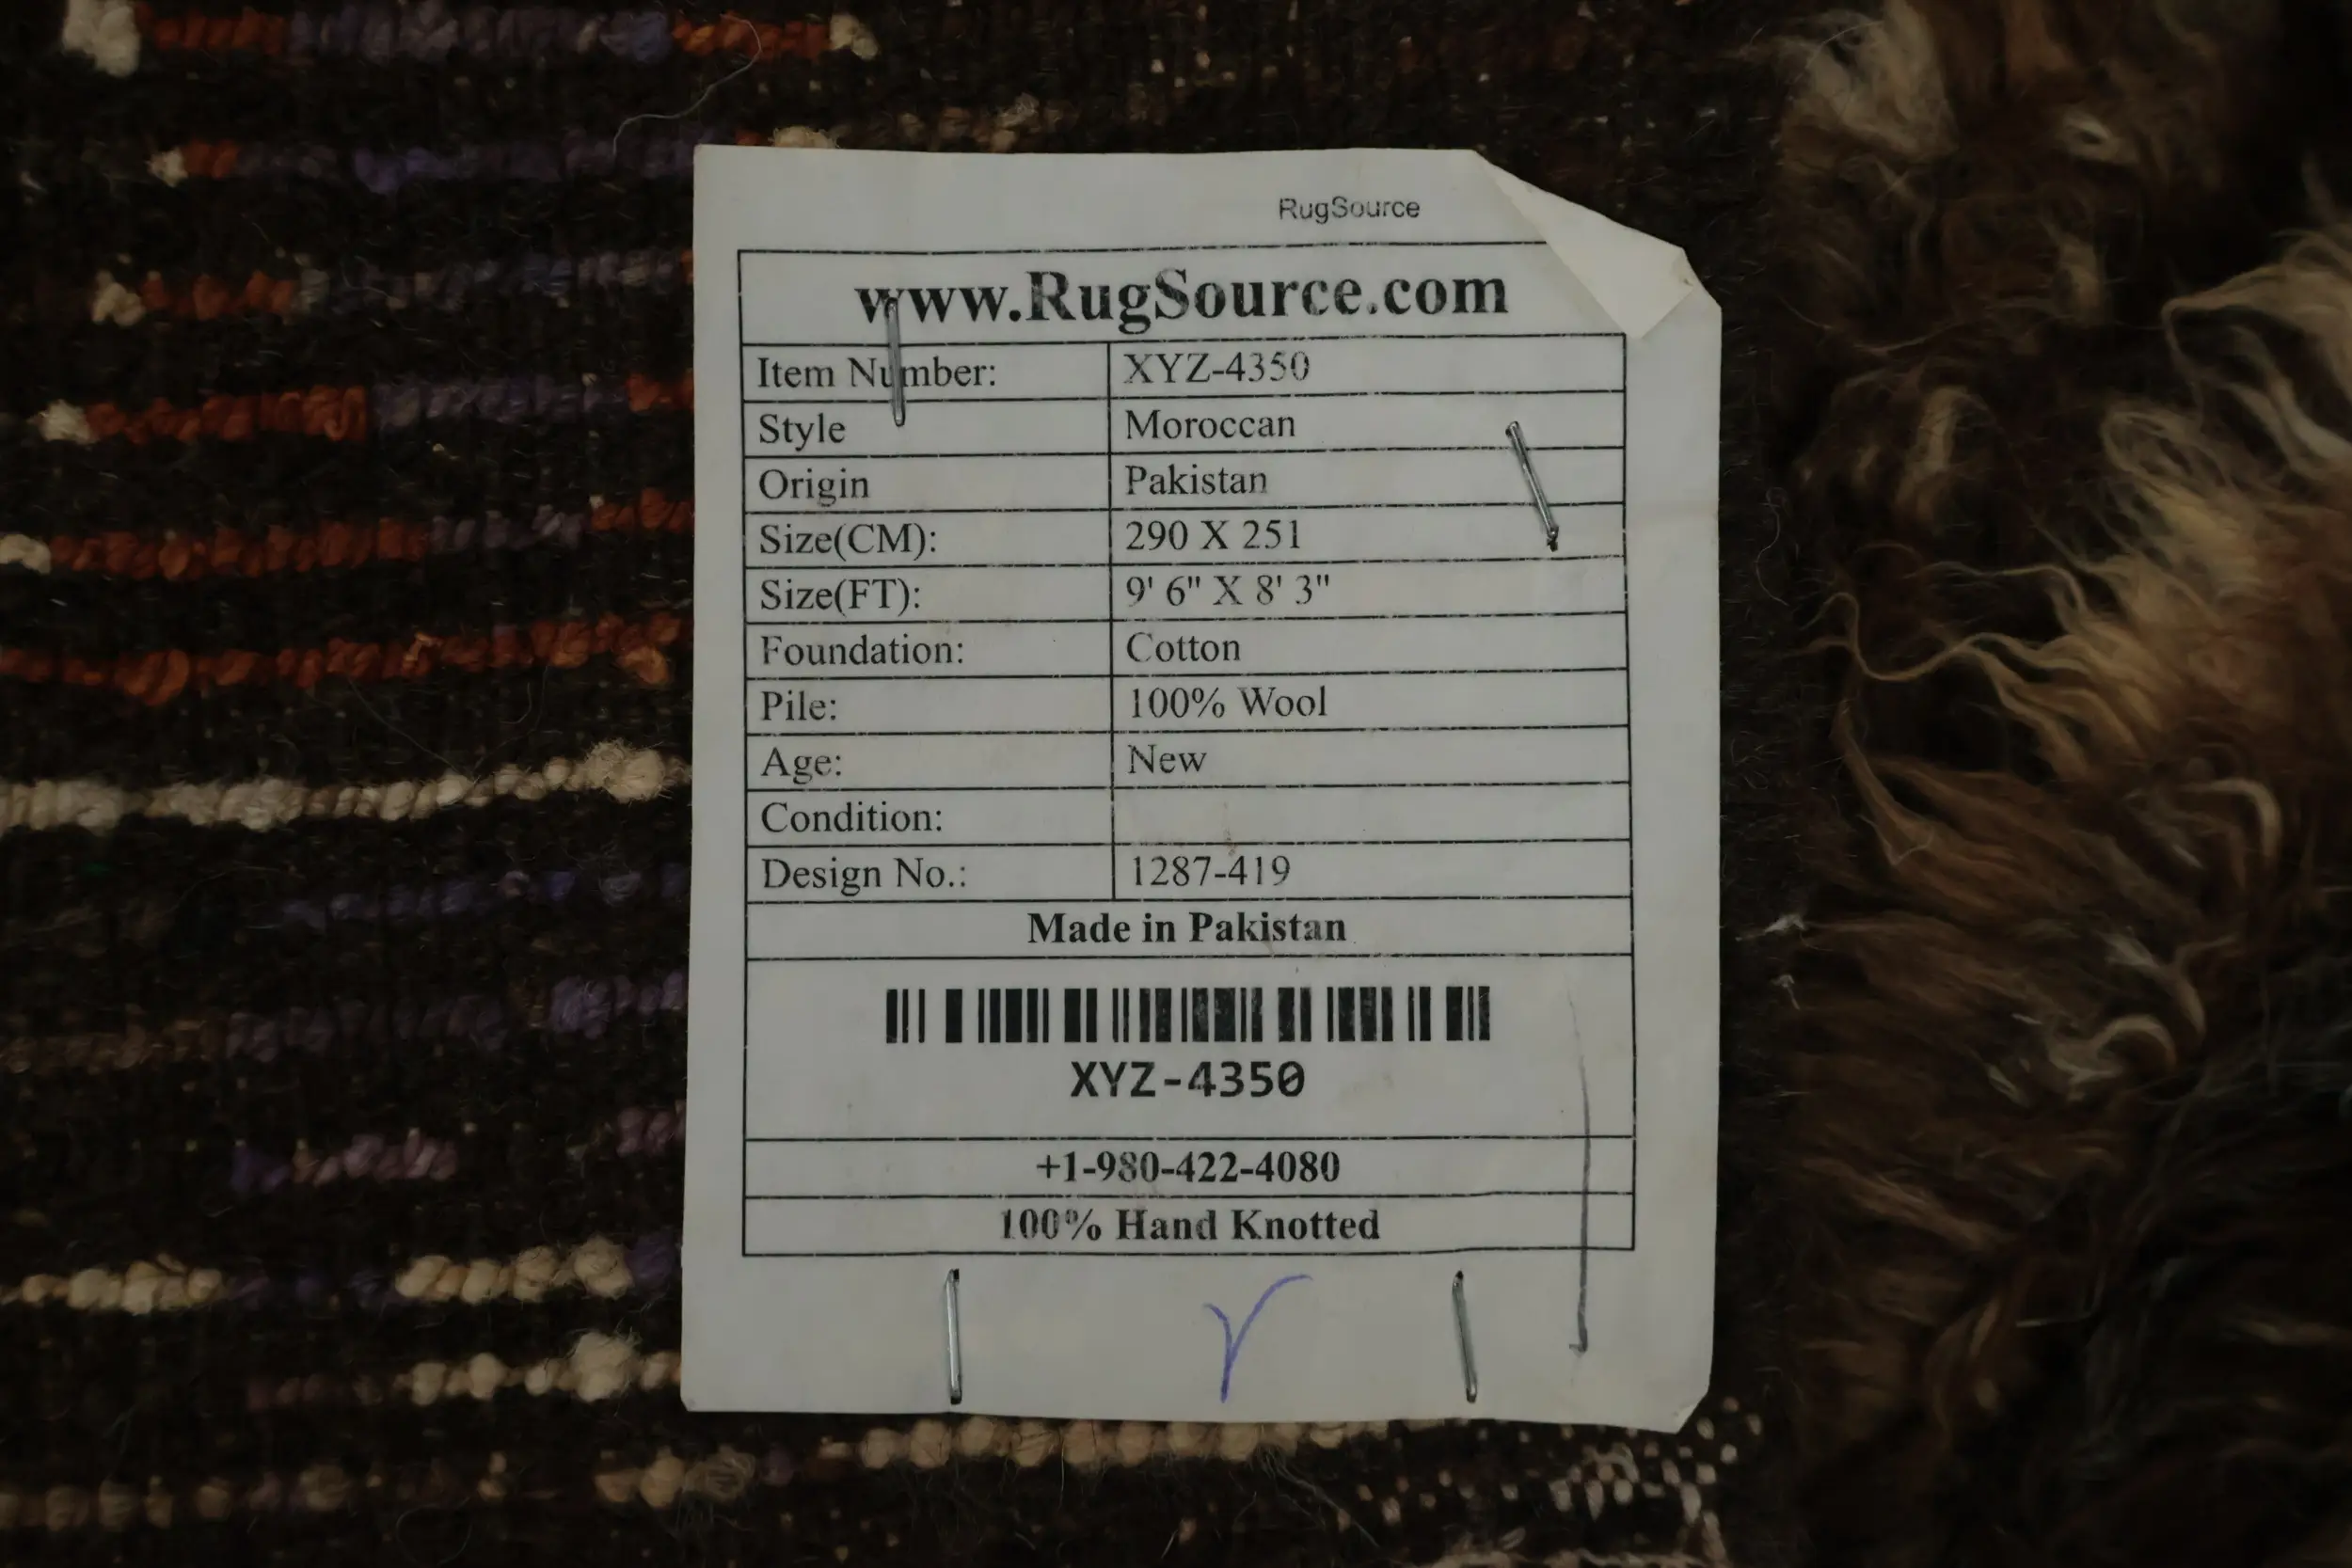 RugSource
www.RugSource.com
Item Number: XYZ-4350
Style Moroccan
Origin Pakistan
Size(CM): 290 X 251
Size(FT): 9' 6" X 8' 3"
Foundation: Cotton
Pile: 100% Wool
Age: New
Condition:
Design No.: 1287-419
Made in Pakistan
XYZ-4350
+1-980-422-4080
100% Hand Knotted